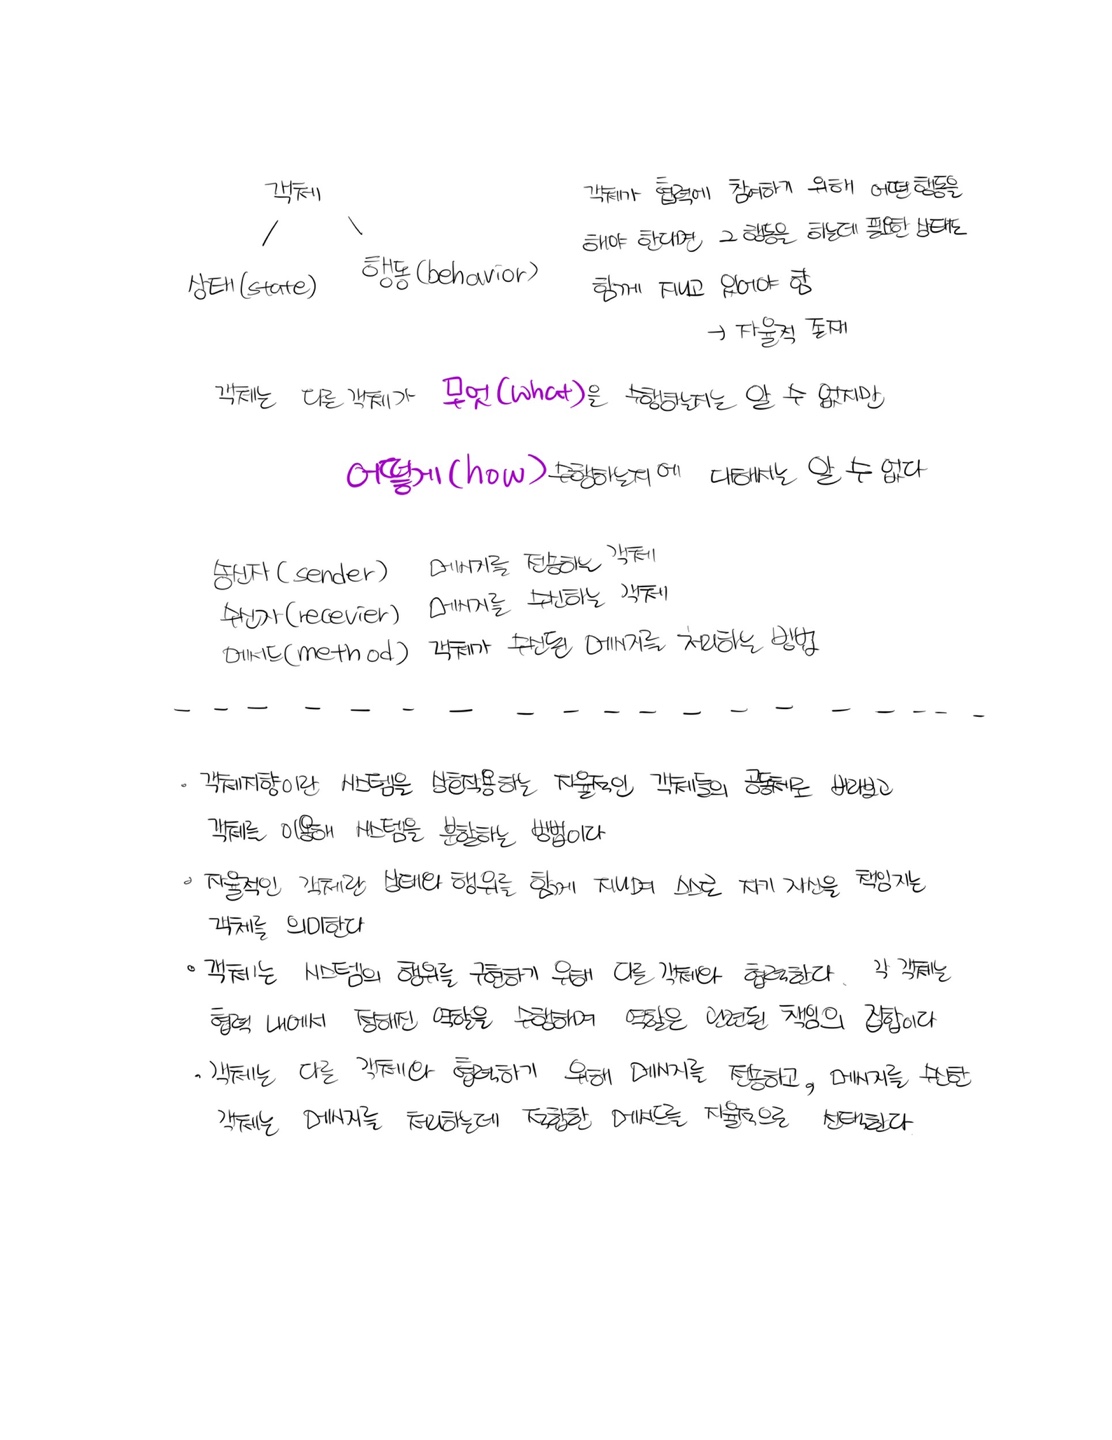 객체
상태(state)
행동(behavior)
객체가 협력에 참여하기 위해 어떤 행동을
해야 한다면 그 행동을 하는데 필요한 상태도
함께 지니고 있어야 함
→ 자율적 존재
객체는 다른 객체가 무엇(what)을 수행하는지는 알 수 없지만
어떻게(how) 수행하는지에 대해서는 알 수 없다
송신자(sender) 메시지를 전송하는 객체
수신자(recevier) 메시지를 수신하는 객체
메서드(method) 객체가 수신된 메시지를 처리하는 방법
• 객체지향이란 시스템을 상호작용하는 자율적인 객체들의 공동체로 바라보고
객체를 이용해 시스템을 분할하는 방법이다
• 자율적인 객체란 상태와 행위를 함께 지니며 스스로 자기 자신을 책임지는
객체를 의미한다
• 객체는 시스템의 행위를 구현하기 위해 다른 객체와 협력한다. 각 객체는
협력 내에서 정해진 역할을 수행하며 역할은 관련된 책임의 집합이다
• 객체는 다른 객체와 협력하기 위해 메시지를 전송하고, 메시지를 수신한
객체는 메시지를 처리하는데 적합한 메서드를 자율적으로 선택한다